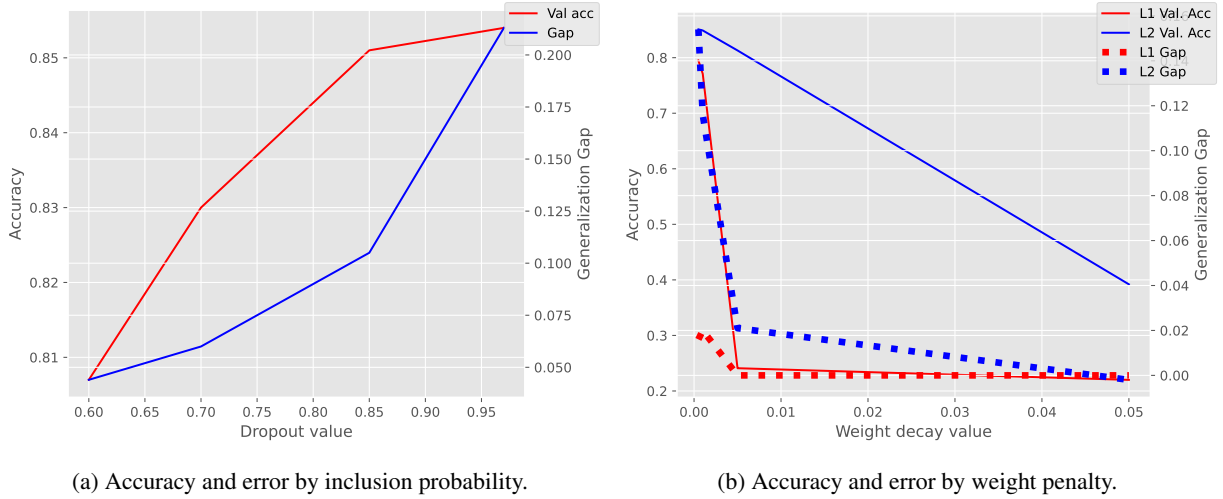 Val acc
Gap
0.85
0.84
0.83
0.82
0.81
Accuracy
0.200
0.175
0.150
0.125
0.100
0.075
0.050
Generalization Gap
0.60 0.65 0.70 0.75 0.80 0.85 0.90 0.95
Dropout value
(a) Accuracy and error by inclusion probability.
L1 Val. Acc
L2 Val. Acc
L1 Gap
L2 Gap
0.8
0.7
0.6
0.5
0.4
0.3
0.2
Accuracy
0.16
0.14
0.12
0.10
0.08
0.06
0.04
0.02
0.00
Generalization Gap
0.00 0.01 0.02 0.03 0.04 0.05
Weight decay value
(b) Accuracy and error by weight penalty.